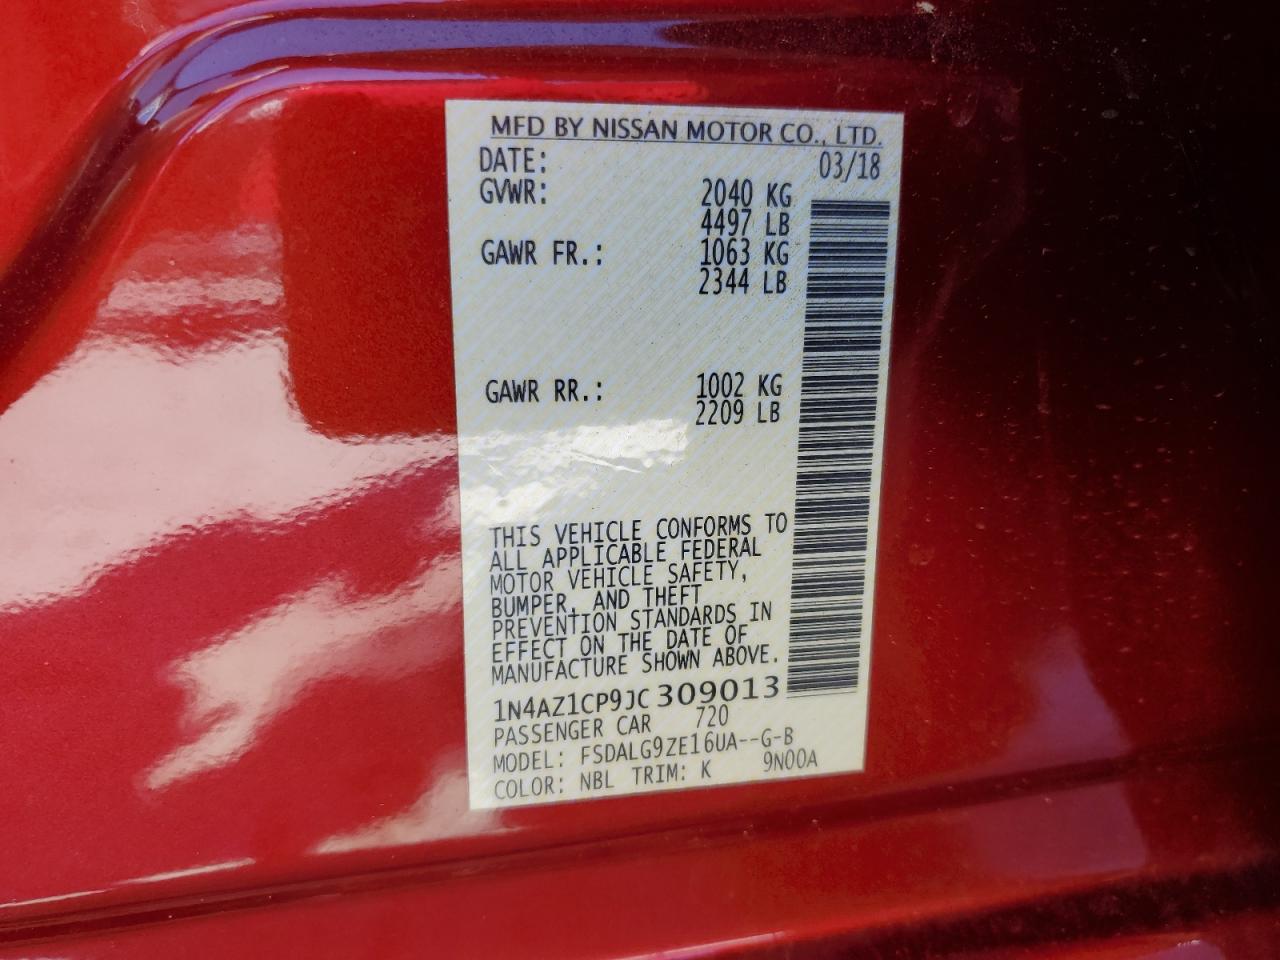 MFD BY NISSAN MOTOR CO., LTD.
DATE: 03/18
GVWR: 2040 KG
4497 LB
GAWR FR.: 1063 KG
2344 LB
GAWR RR.: 1002 KG
2209 LB
THIS VEHICLE CONFORMS TO
ALL APPLICABLE FEDERAL
MOTOR VEHICLE SAFETY,
BUMPER, AND THEFT
PREVENTION STANDARDS IN
EFFECT ON THE DATE OF
MANUFACTURE SHOWN ABOVE.
1N4AZ1CP9JC309013
PASSENGER CAR 720
MODEL: FSDALG9ZE16UA--G-B
COLOR: NBL TRIM: K 9N00A